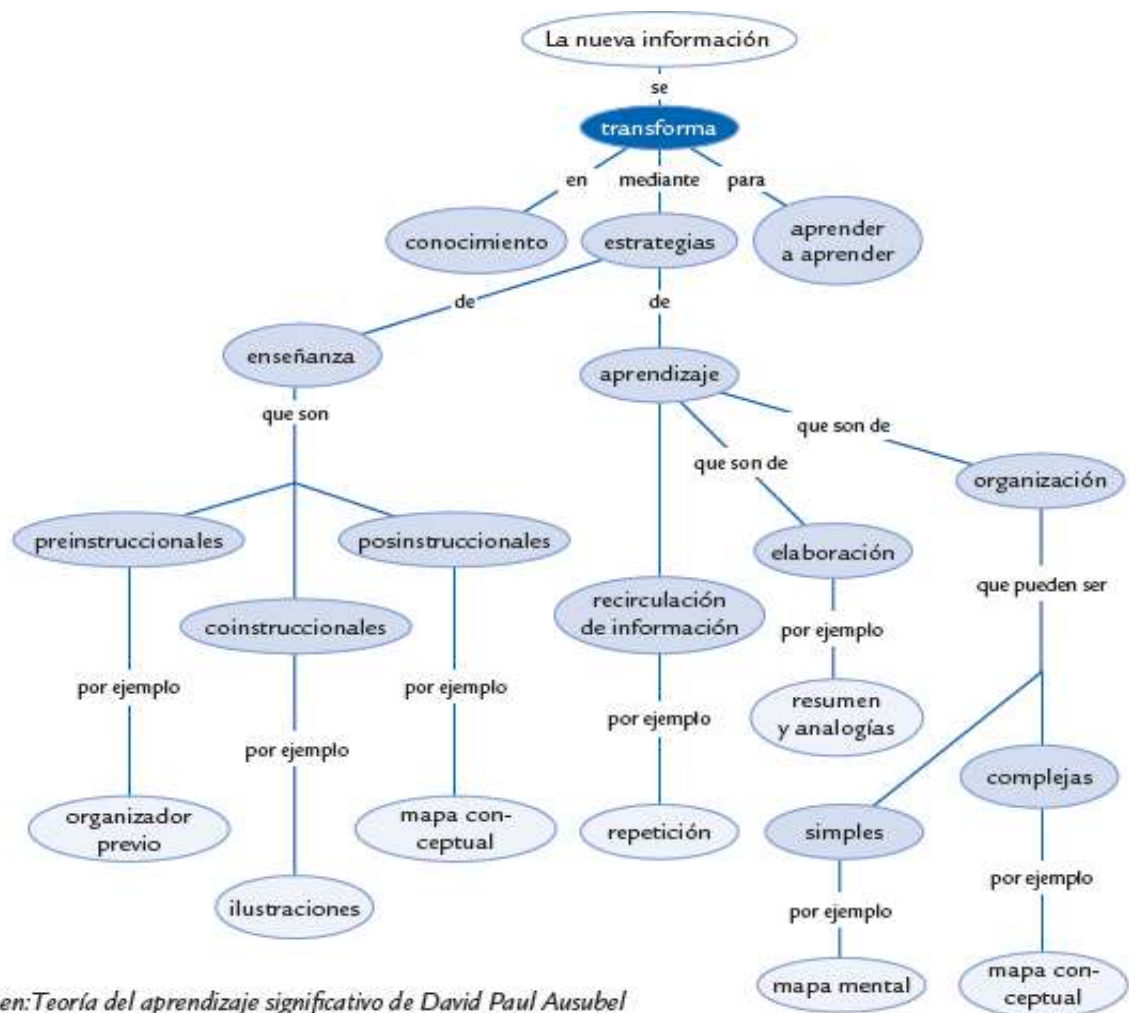 La nueva información
se
transforma
en
mediante
para
conocimiento
estrategias
aprender
a aprender
de
de
enseñanza
aprendizaje
que son
que son de
que son de
organización
preinstruccionales
posinstruccionales
elaboración
que pueden ser
coinstruccionales
recirculación
de información
por ejemplo
por ejemplo
por ejemplo
resumen
y analogías
por ejemplo
por ejemplo
complejas
organizador
previo
mapa con-
ceptual
repetición
simples
por ejemplo
ilustraciones
por ejemplo
mapa mental
mapa con-
ceptual
en:Teoría del aprendizaje significativo de David Paul Ausubel